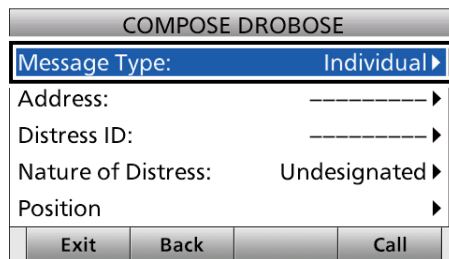 COMPOSE DROBOSE
Message Type: Individual
Address: –––––––––
Distress ID: –––––––––
Nature of Distress: Undesignated
Position
Exit Back Call